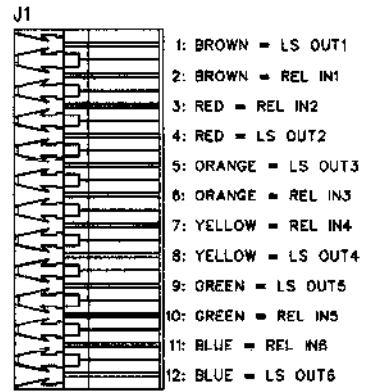 J1
1: BROWN = LS OUT1
2: BROWN = REL IN1
3: RED = REL IN2
4: RED = LS OUT2
5: ORANGE = LS OUT3
6: ORANGE = REL IN3
7: YELLOW = REL IN4
8: YELLOW = LS OUT4
9: GREEN = LS OUT5
10: GREEN = REL IN5
11: BLUE = REL IN6
12: BLUE = LS OUT6